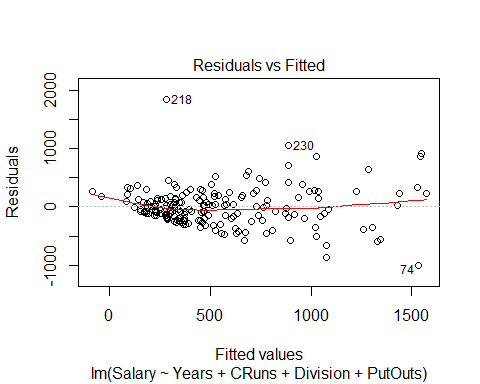 Residuals vs Fitted
2000
1000
0
-1000
Residuals
218
230
74
0
500
1000
1500
Fitted values
lm(Salary ~ Years + CRuns + Division + PutOuts)